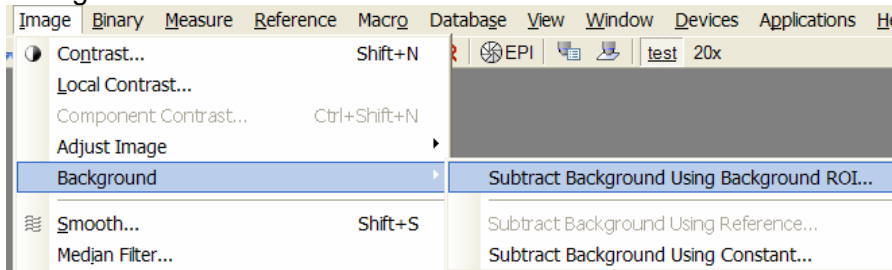 Image Binary Measure Reference Macro Database View Window Devices Applications
Contrast... Shift+N
EPI test 20x
Local Contrast...
Component Contrast... Ctrl+Shift+N
Adjust Image
Background
Subtract Background Using Background ROI...
Smooth... Shift+S
Subtract Background Using Reference...
Median Filter...
Subtract Background Using Constant...